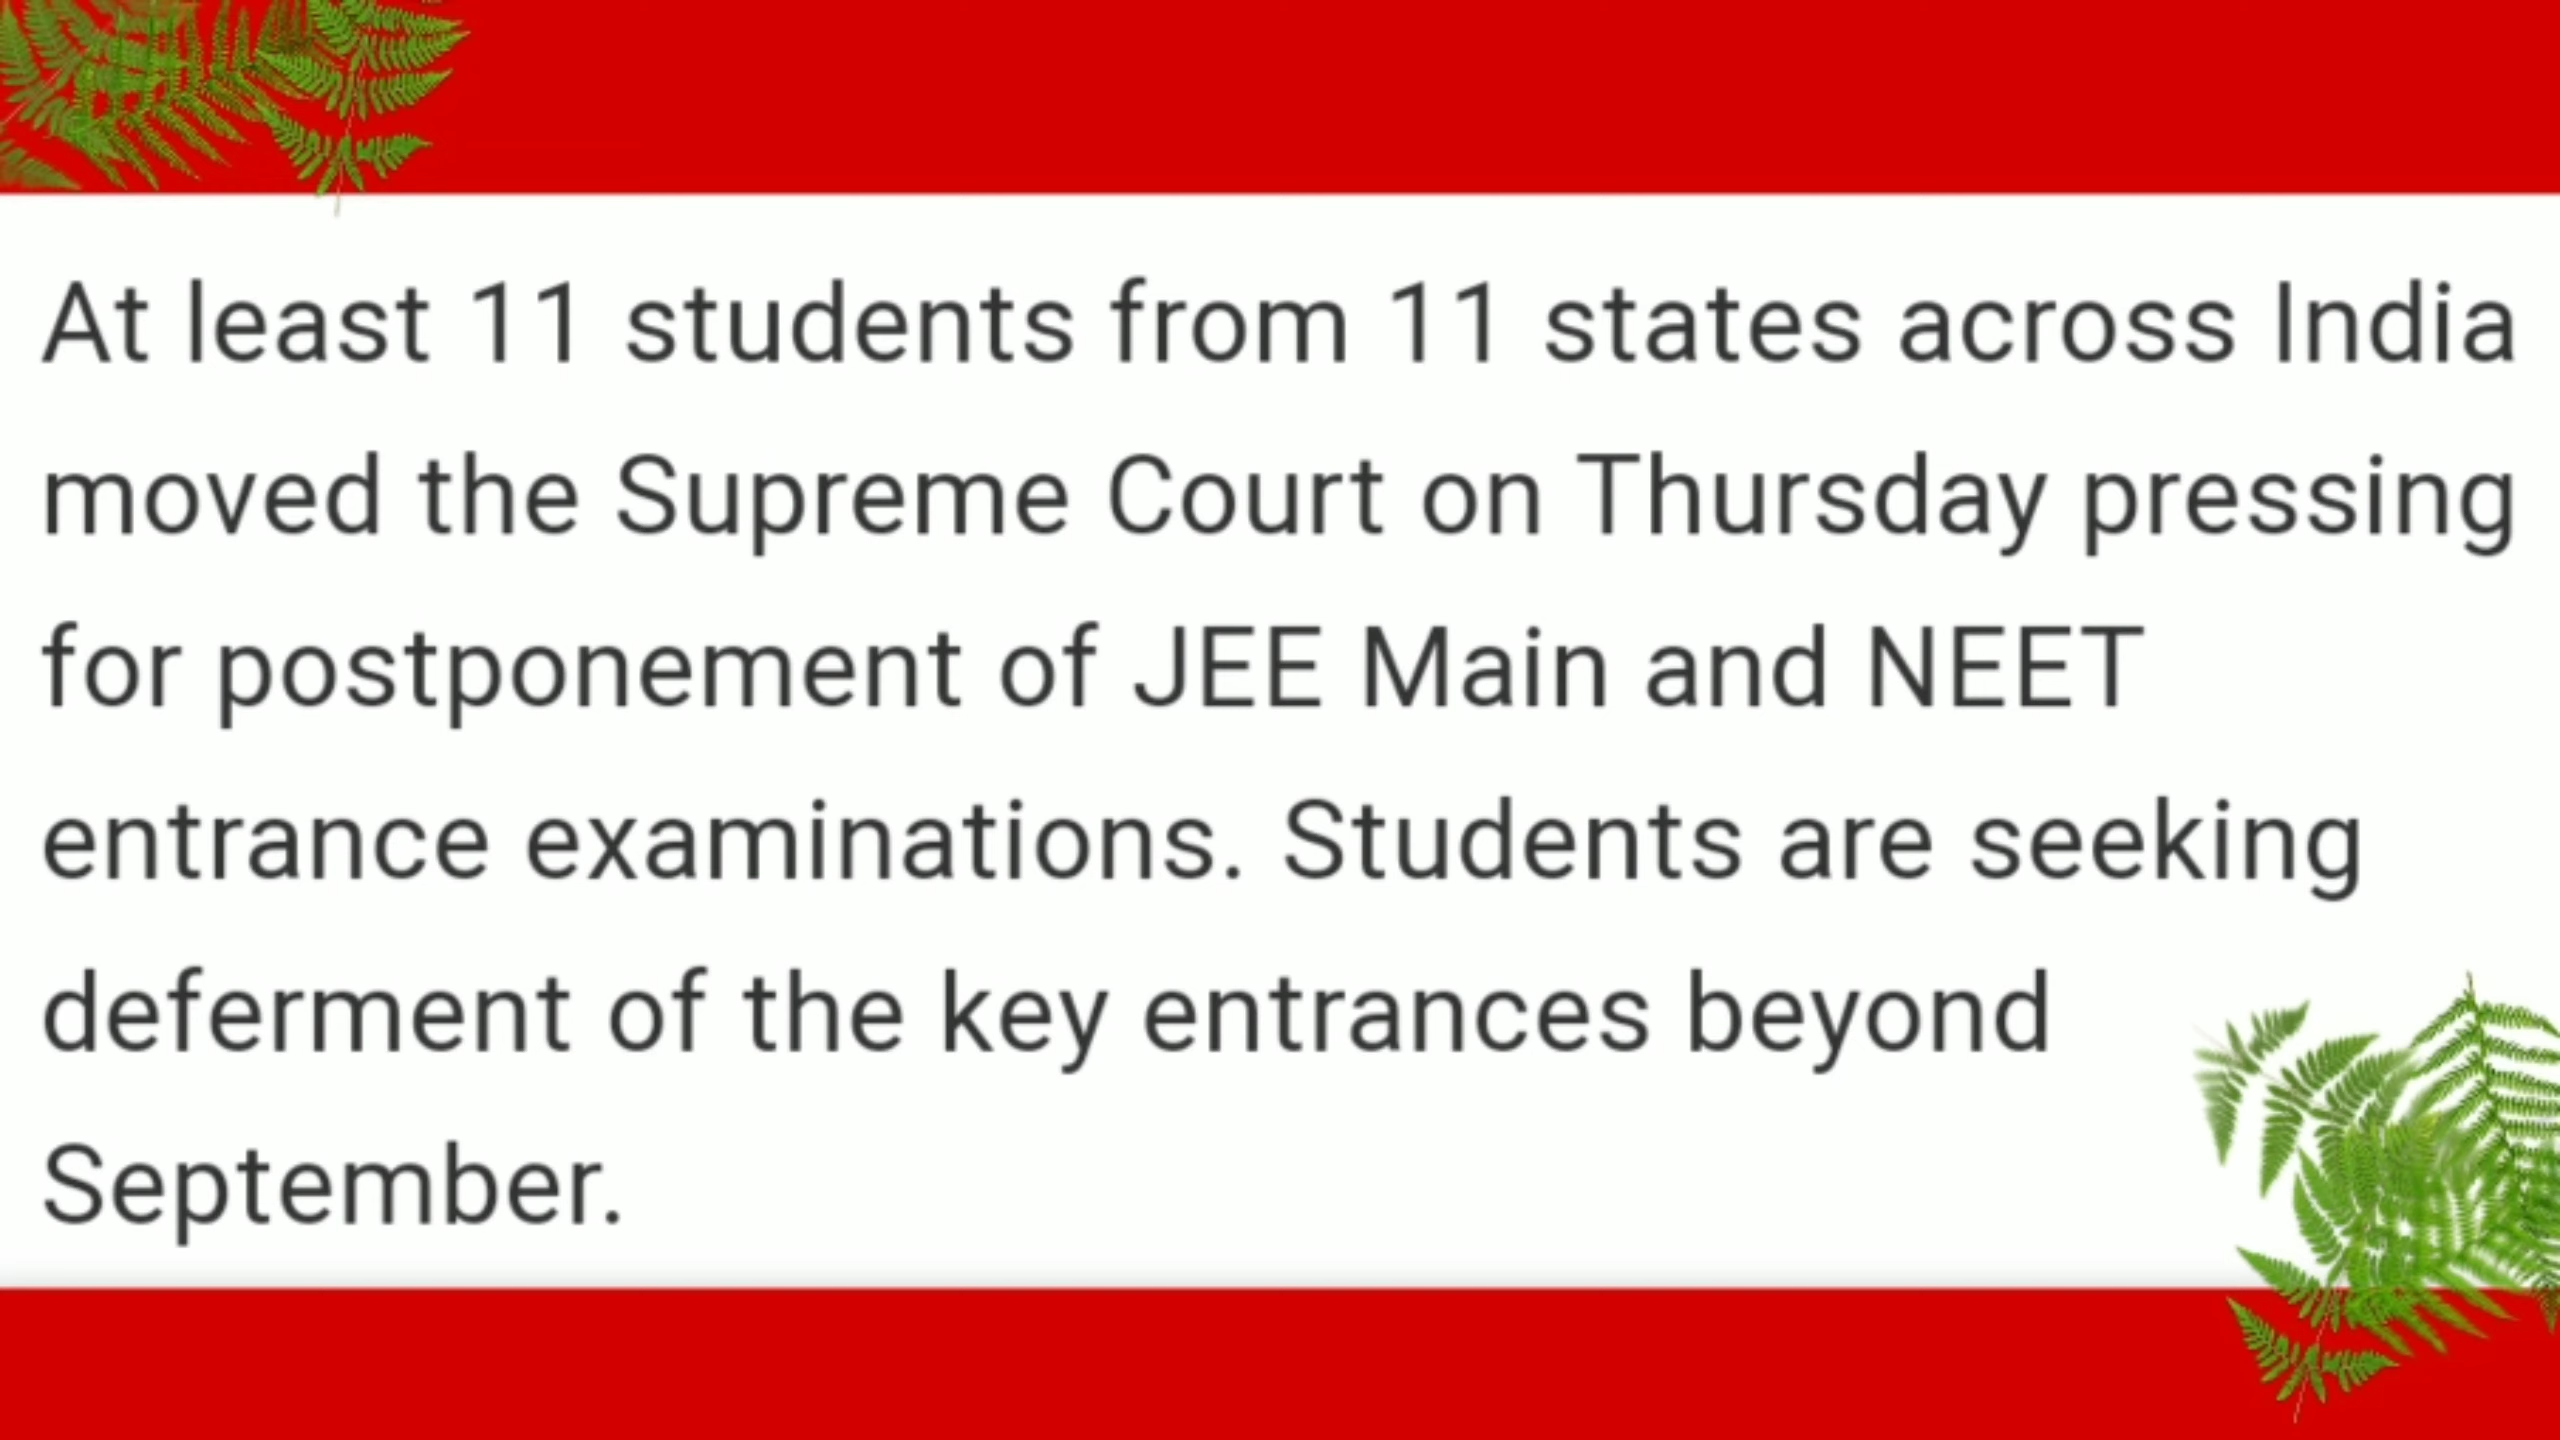 At least 11 students from 11 states across India
moved the Supreme Court on Thursday pressing
for postponement of JEE Main and NEET
entrance examinations. Students are seeking
deferment of the key entrances beyond
September.